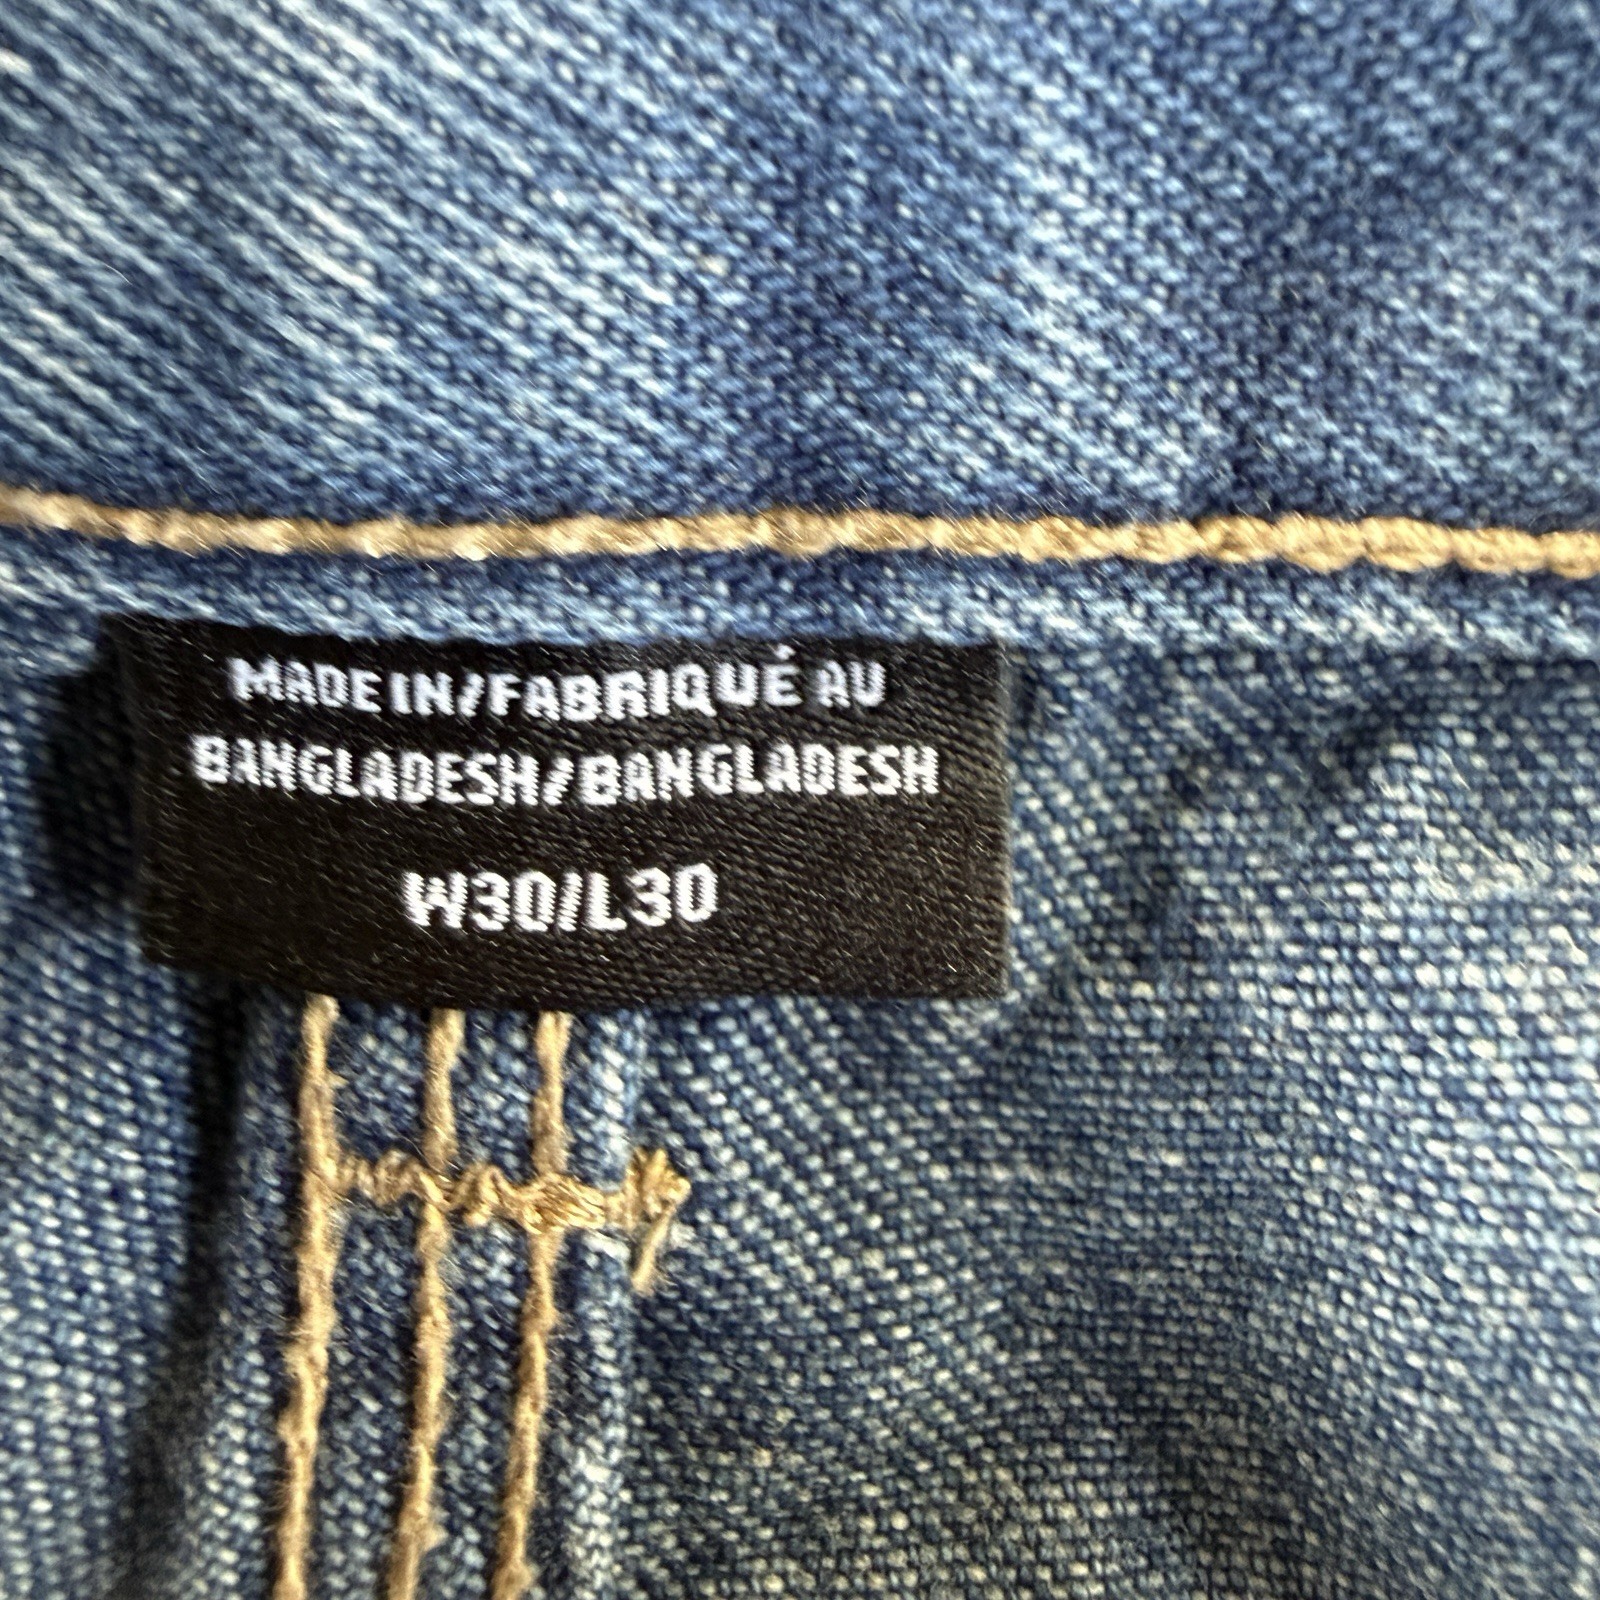 MADE IN/FABRIQUÉ AU
BANGLADESH/BANGLADESH
W30/L30